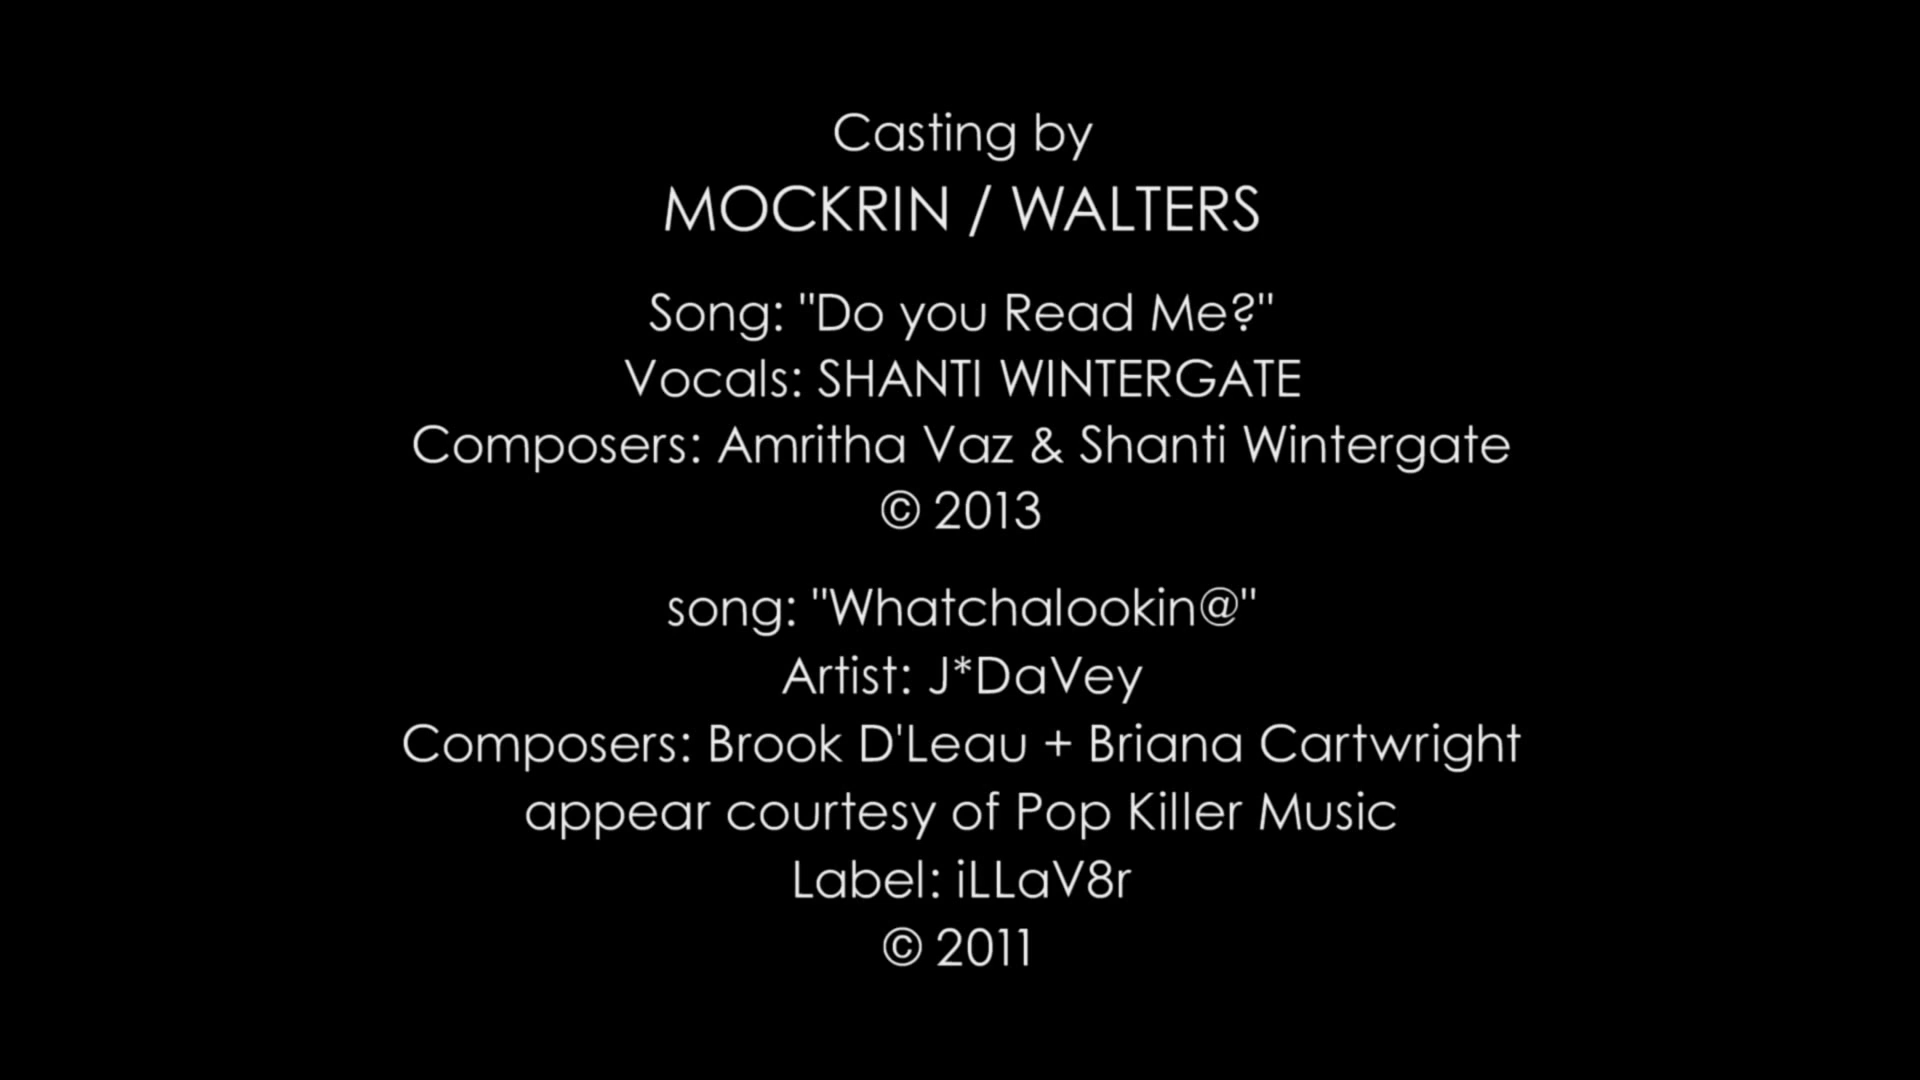 Casting by
MOCKRIN / WALTERS
Song: "Do you Read Me?"
Vocals: SHANTI WINTERGATE
Composers: Amritha Vaz & Shanti Wintergate
© 2013
song: "Whatchalookin@"
Artist: J*DaVey
Composers: Brook D'Leau + Briana Cartwright
appear courtesy of Pop Killer Music
Label: iLLaV8r
© 2011